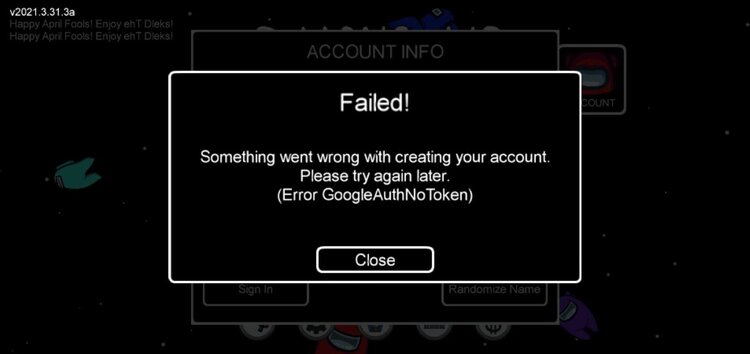 v2021.3.31.3a
Happy April Fools! Enjoy ehT Dleks!
Happy April Fools! Enjoy ehT Dleks!
ACCOUNT INFO
COUNT
Failed!
Something went wrong with creating your account.
Please try again later.
(Error GoogleAuthNoToken)
Close
Sign In
Randomize Name